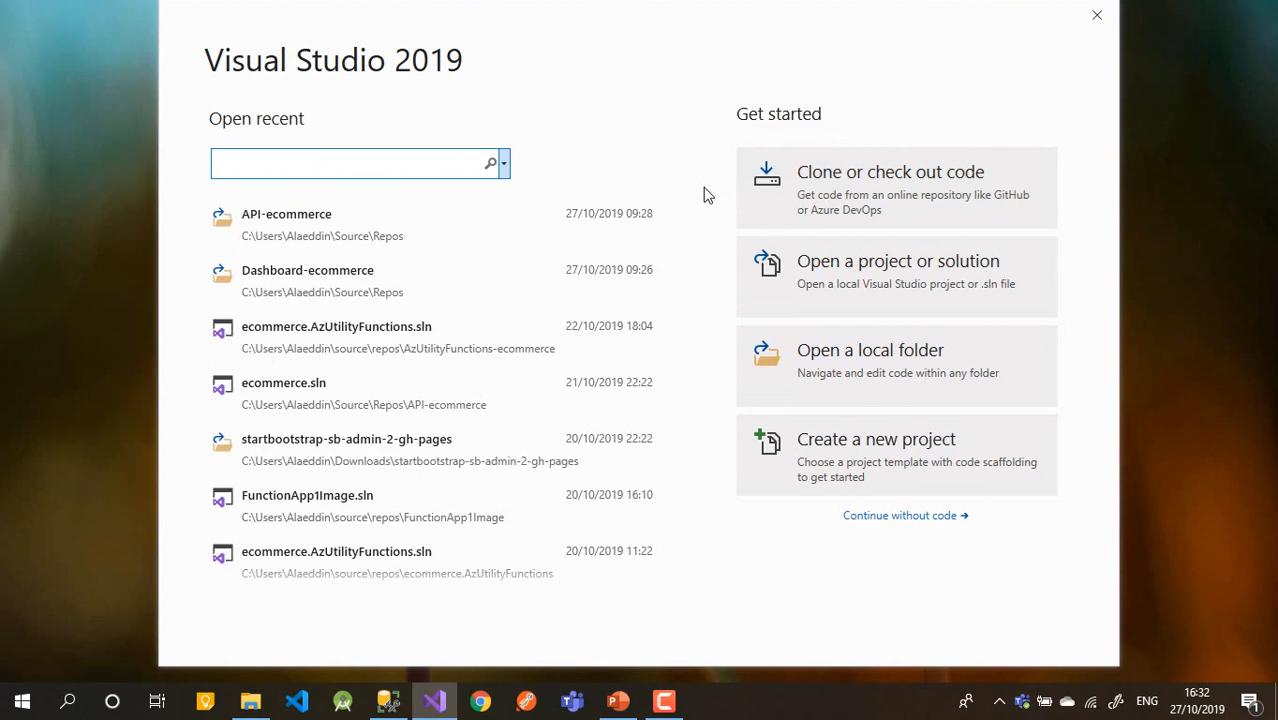 Visual Studio 2019
Open recent
API-ecommerce 27/10/2019 09:28
C:\Users\Alaeddin\Source\Repos
Dashboard-ecommerce 27/10/2019 09:26
C:\Users\Alaeddin\Source\Repos
ecommerce.AzUtilityFunctions.sln 22/10/2019 18:04
C:\Users\Alaeddin\source\repos\AzUtilityFunctions-ecommerce
ecommerce.sln 21/10/2019 22:22
C:\Users\Alaeddin\Source\Repos\API-ecommerce
startbootstrap-sb-admin-2-gh-pages 20/10/2019 22:22
C:\Users\Alaeddin\Downloads\startbootstrap-sb-admin-2-gh-pages
FunctionApp1Image.sln 20/10/2019 16:10
C:\Users\Alaeddin\source\repos\FunctionApp1Image
ecommerce.AzUtilityFunctions.sln 20/10/2019 11:22
C:\Users\Alaeddin\source\repos\ecommerce.AzUtilityFunctions
Get started
Clone or check out code
Get code from an online repository like GitHub
or Azure DevOps
Open a project or solution
Open a local Visual Studio project or .sln file
Open a local folder
Navigate and edit code within any folder
Create a new project
Choose a project template with code scaffolding
to get started
Continue without code →
ENG
16:32
27/10/2019
1